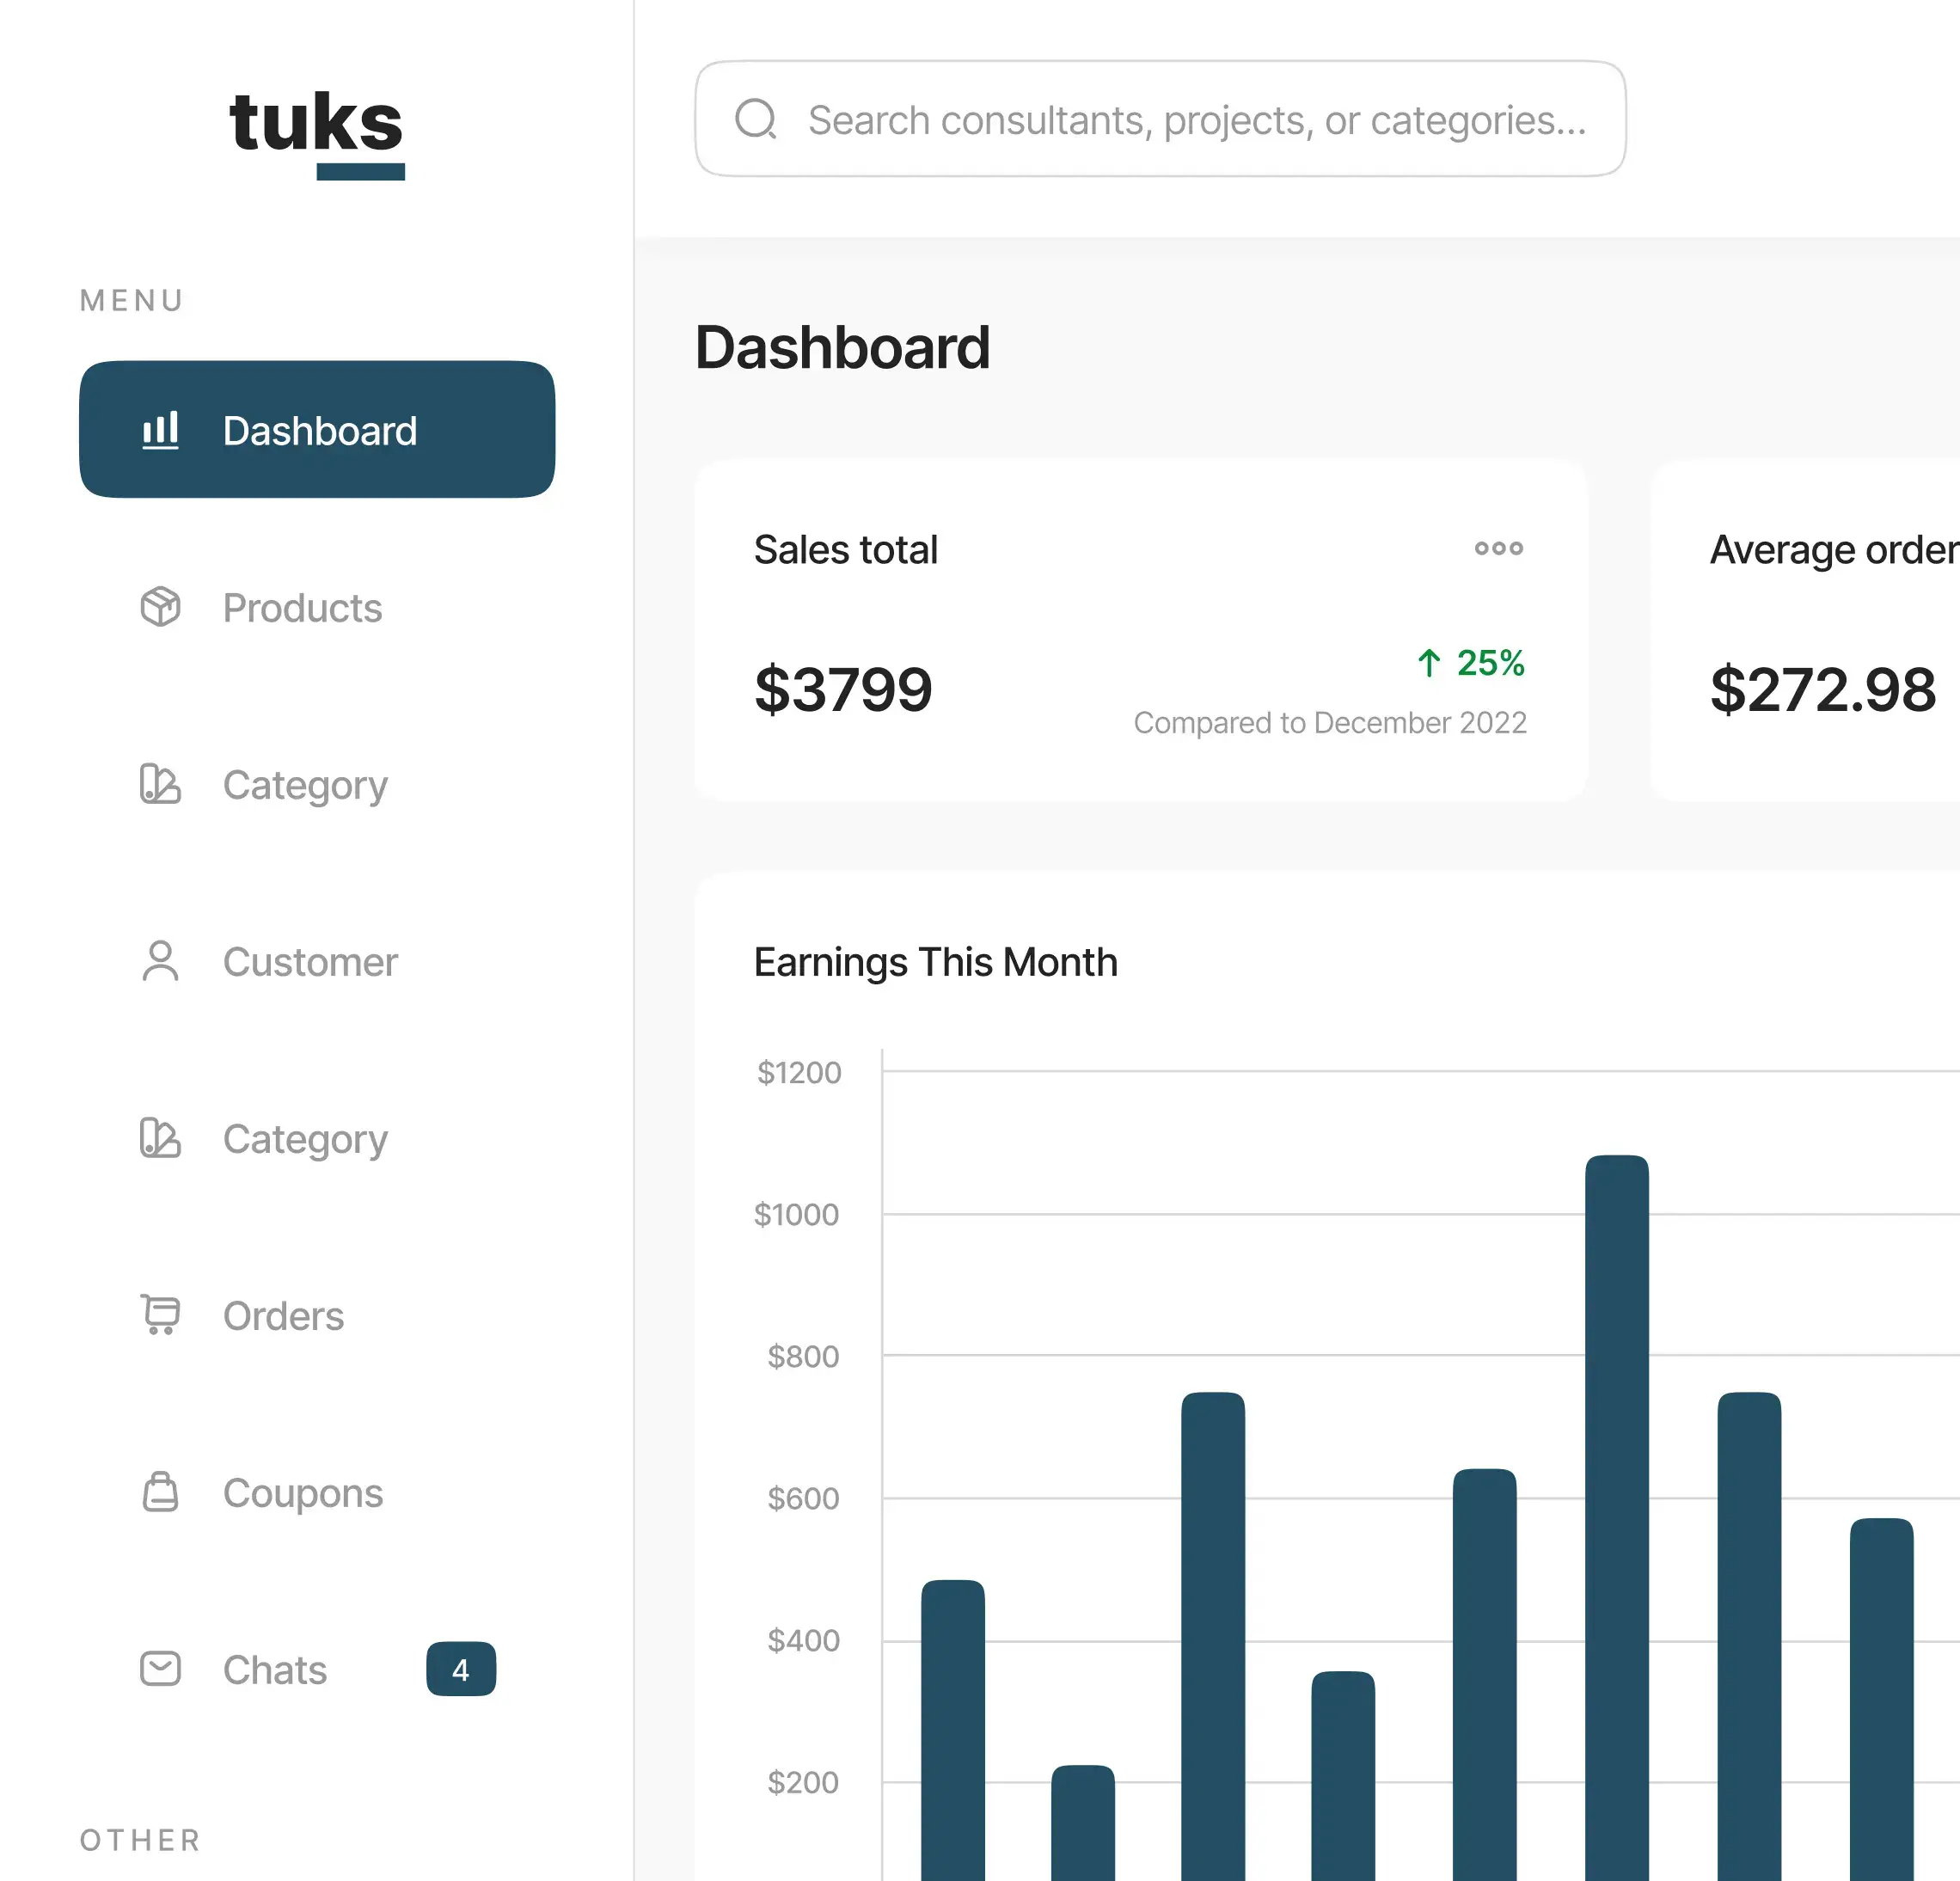 tuks
MENU
Dashboard
Products
Category
Customer
Category
Orders
Coupons
Chats 4
OTHER
Search consultants, projects, or categories...
Dashboard
Sales total
$3799
25%
Compared to December 2022
Average order
$272.98
Earnings This Month
$1200
$1000
$800
$600
$400
$200